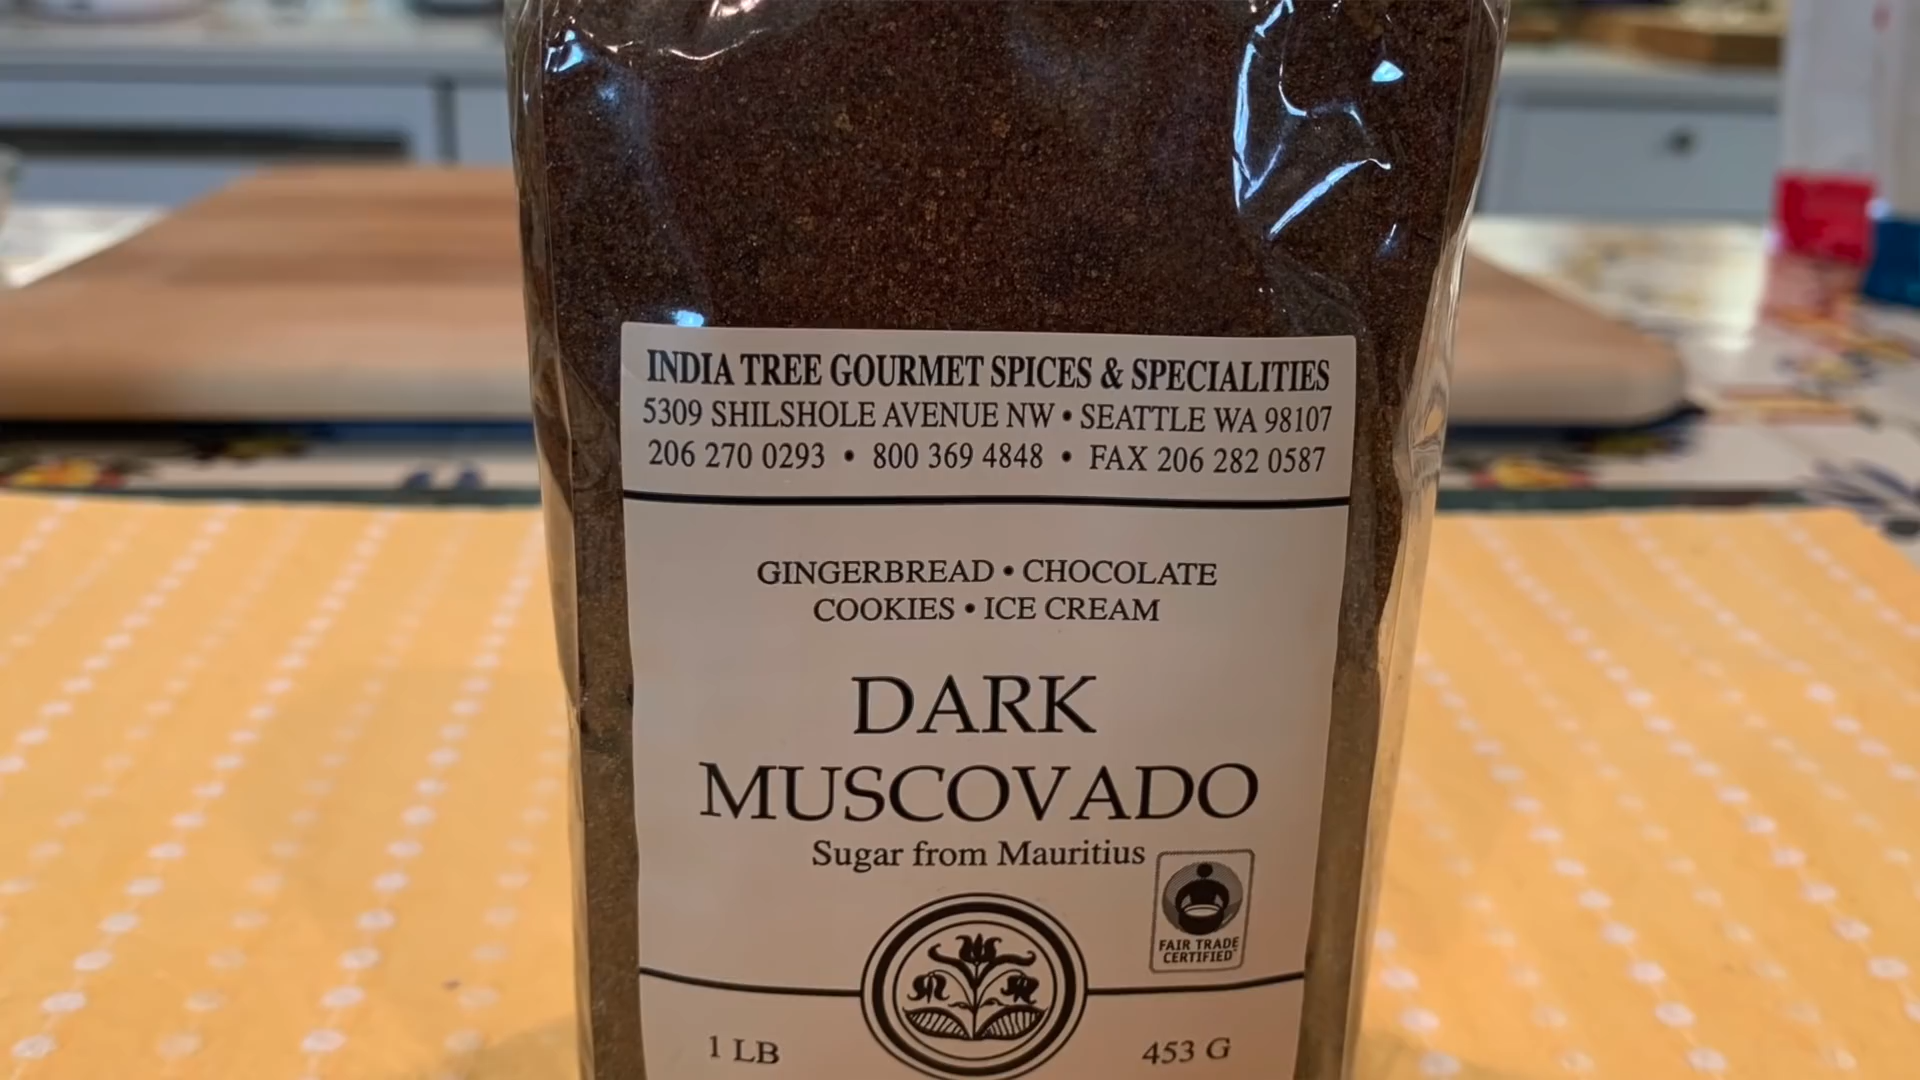 INDIA TREE GOURMET SPICES & SPECIALITIES
5309 SHILSHOLE AVENUE NW • SEATTLE WA 98107
206 270 0293 • 800 369 4848 • FAX 206 282 0587
GINGERBREAD • CHOCOLATE
COOKIES • ICE CREAM
DARK
MUSCOVADO
Sugar from Mauritius
FAIR TRADE
CERTIFIED
1 LB 453 G